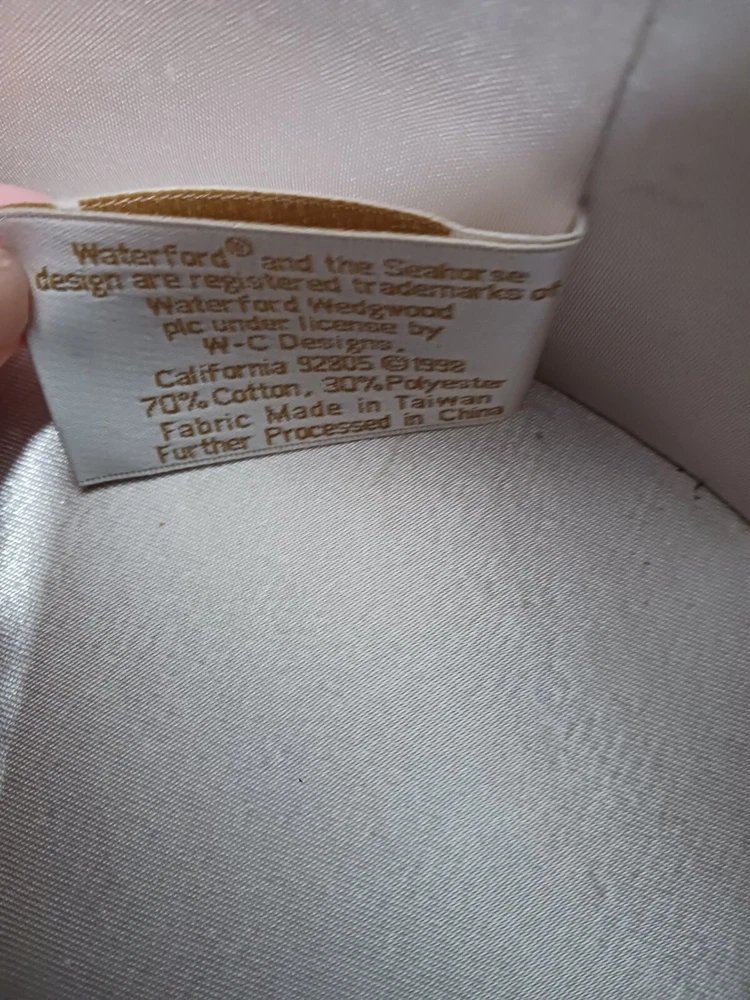 Waterford® and the Seahorse
design are registered trademarks of
Waterford Wedgwood
plc under license by
W-C Designs,
California 92805 © 1998
70% Cotton, 30% Polyester
Fabric Made in Taiwan
Further Processed in China